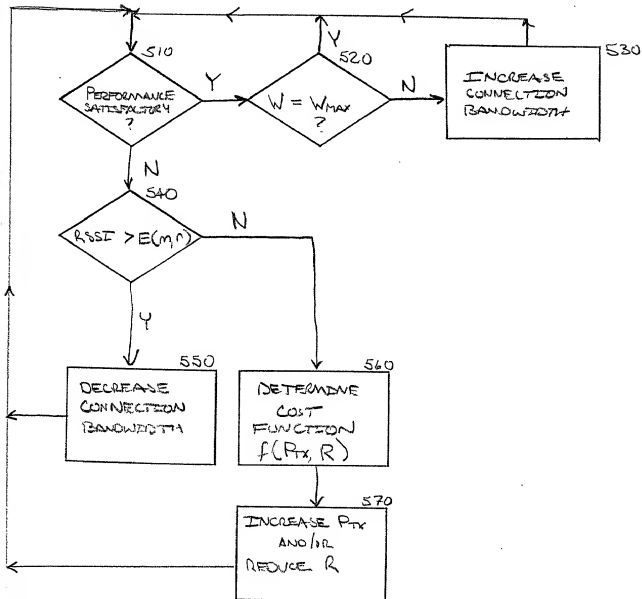 510
PERFORMANCE
SATISFACTORY
?
Y
Y
520
W = WMAX
?
N
530
INCREASE
CONNECTION
BANDWIDTH
N
540
RSSI > E(m,n)
N
Y
550
DECREASE
CONNECTION
BANDWIDTH
560
DETERMINE
COST
FUNCTION
f(PTX, R)
570
INCREASE PTX
AND/OR
REDUCE R